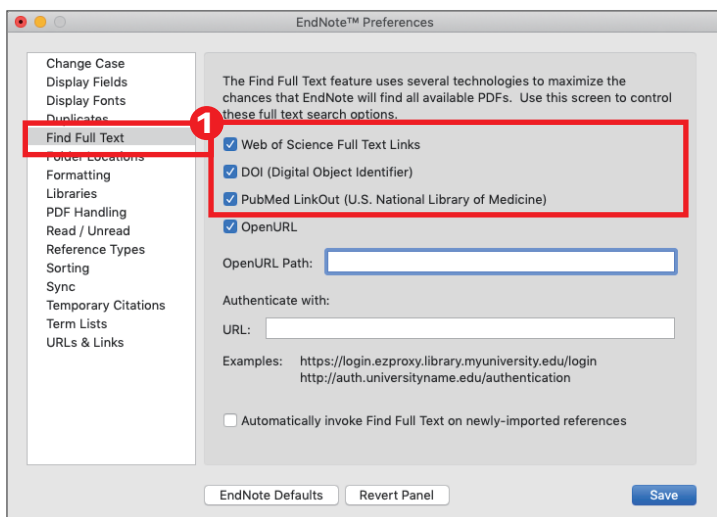 EndNote™ Preferences
Change Case
Display Fields
Display Fonts
Duplicates
Find Full Text
Folder Locations
Formatting
Libraries
PDF Handling
Read / Unread
Reference Types
Sorting
Sync
Temporary Citations
Term Lists
URLs & Links
The Find Full Text feature uses several technologies to maximize the
chances that EndNote will find all available PDFs. Use this screen to control
these full text search options.
1
Web of Science Full Text Links
DOI (Digital Object Identifier)
PubMed LinkOut (U.S. National Library of Medicine)
OpenURL
OpenURL Path:
Authenticate with:
URL:
Examples: https://login.ezproxy.library.myuniversity.edu/login
http://auth.universityname.edu/authentication
Automatically invoke Find Full Text on newly-imported references
EndNote Defaults Revert Panel Save